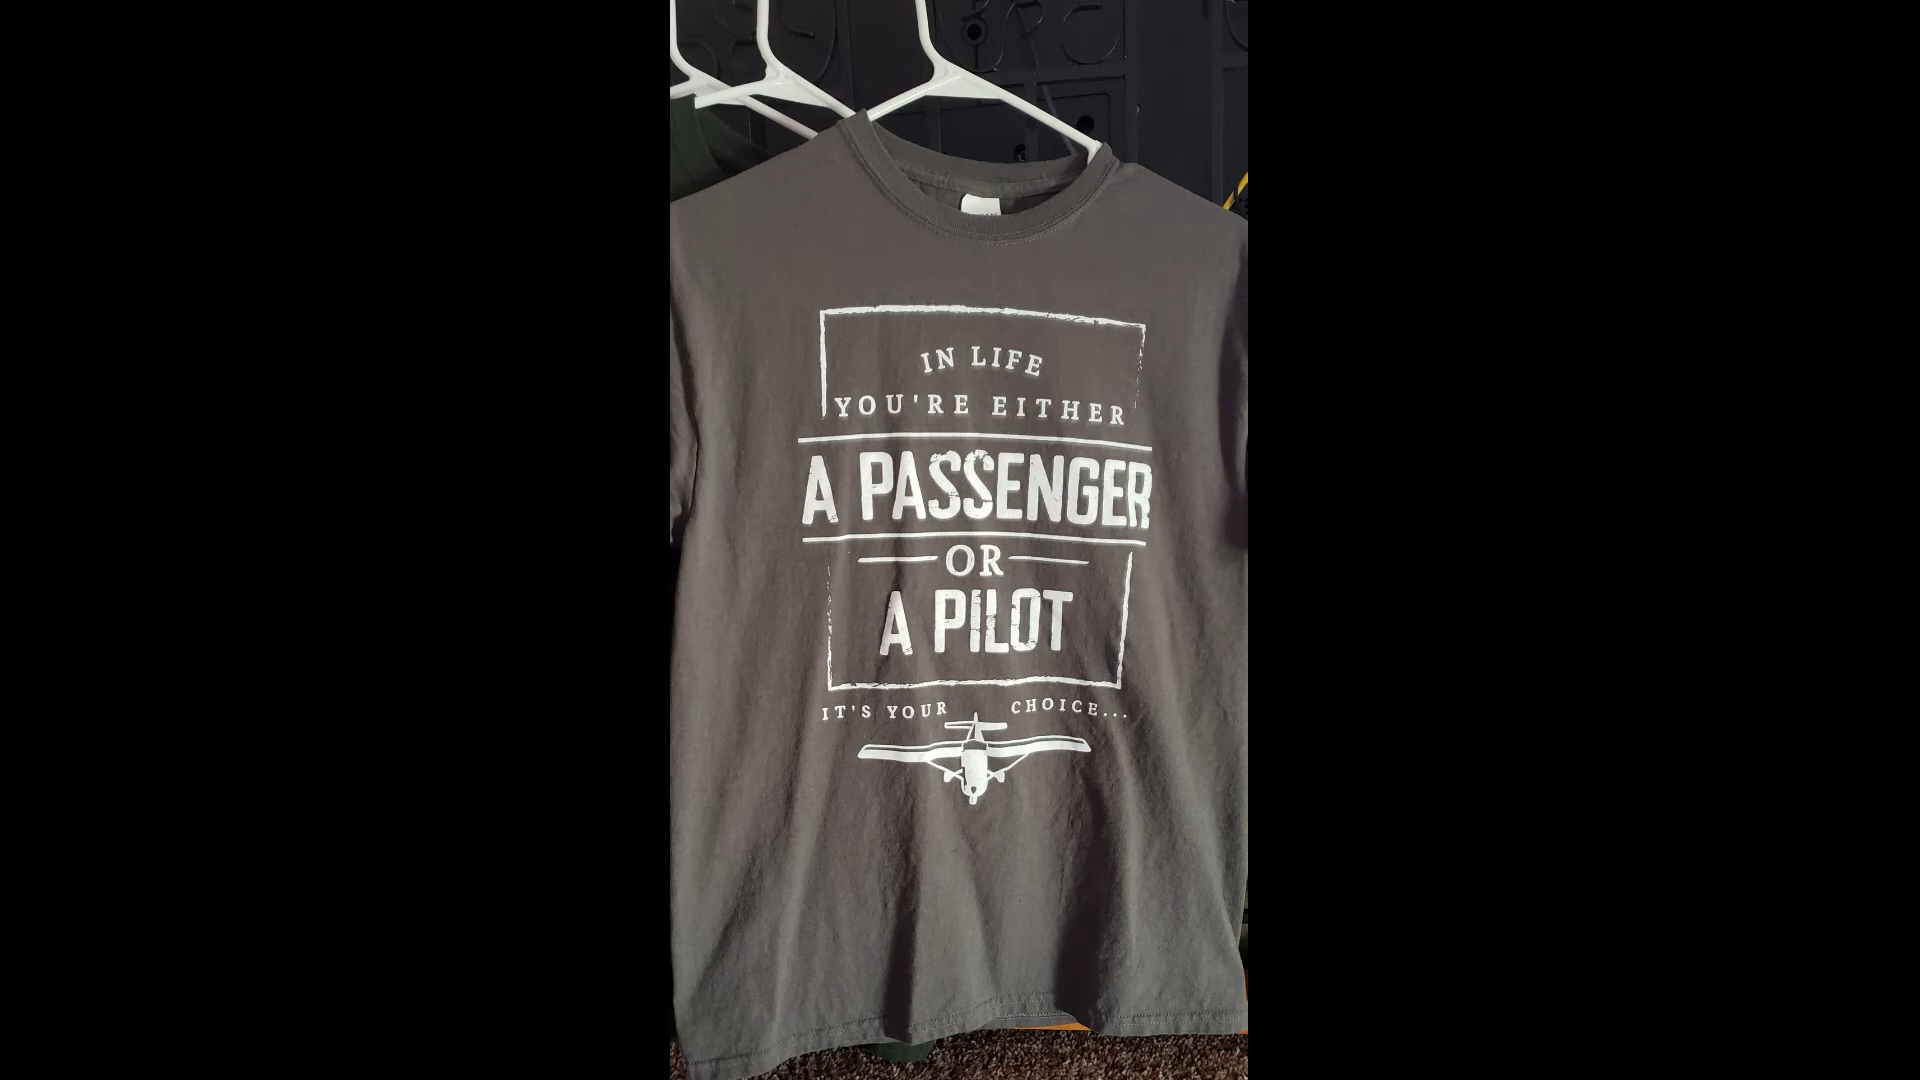 IN LIFE
YOU'RE EITHER
A PASSENGER
OR
A PILOT
IT'S YOUR CHOICE...